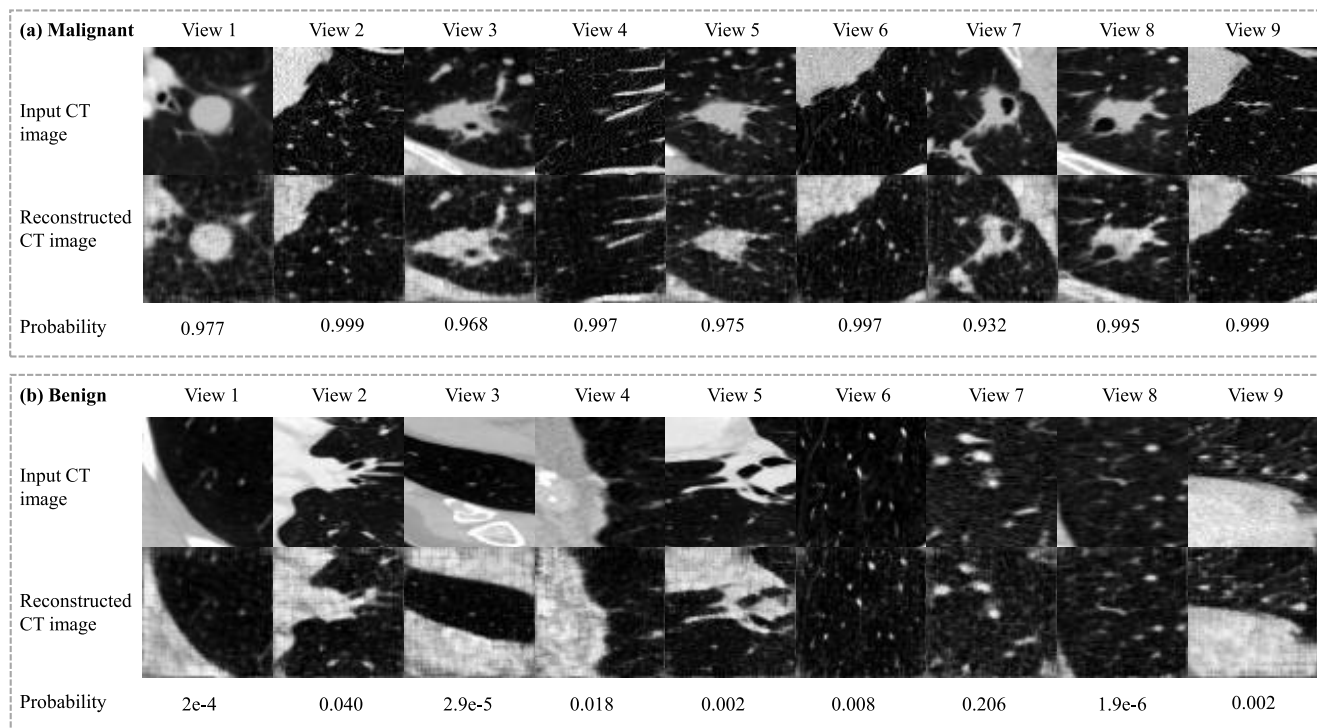 (a) Malignant View 1 View 2 View 3 View 4 View 5 View 6 View 7 View 8 View 9
Input CT
image
Reconstructed
CT image
Probability 0.977 0.999 0.968 0.997 0.975 0.997 0.932 0.995 0.999
(b) Benign View 1 View 2 View 3 View 4 View 5 View 6 View 7 View 8 View 9
Input CT
image
Reconstructed
CT image
Probability 2e-4 0.040 2.9e-5 0.018 0.002 0.008 0.206 1.9e-6 0.002